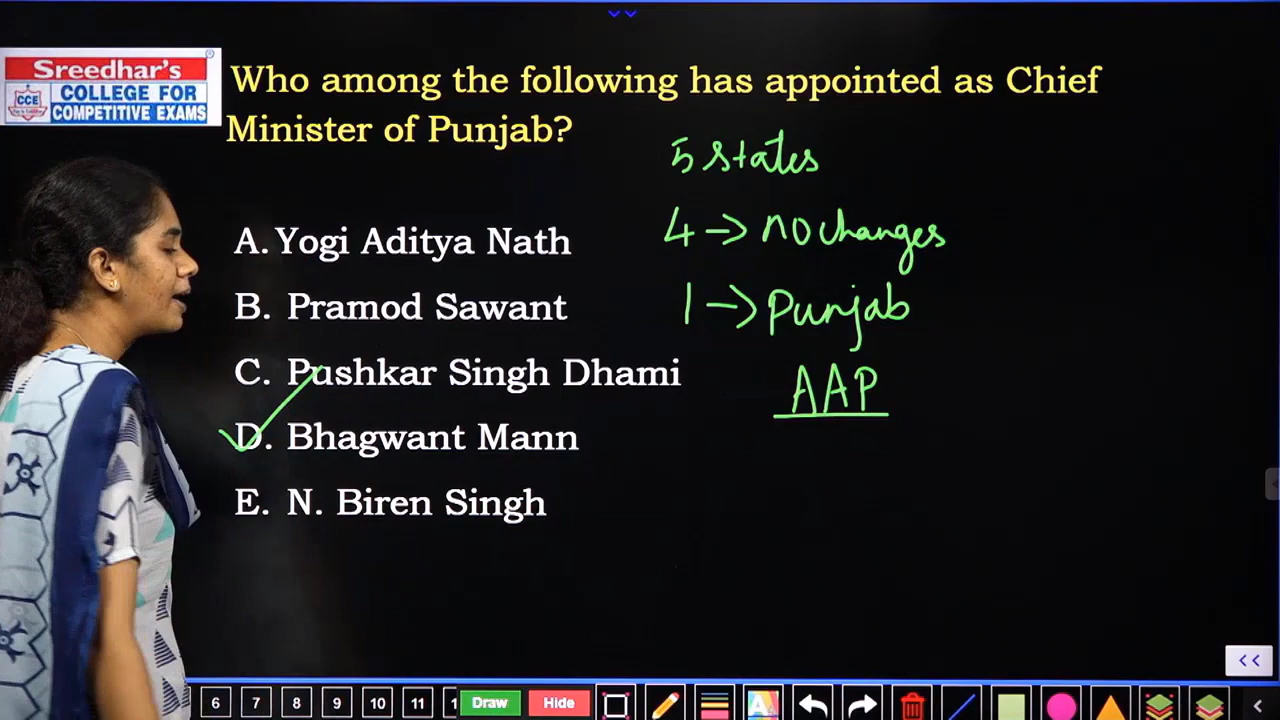 Sreedhar's
CCE
COLLEGE FOR
COMPETITIVE EXAMS
Who among the following has appointed as Chief
Minister of Punjab?
5 states
4 → no changes
1 → Punjab
AAP
A. Yogi Aditya Nath
B. Pramod Sawant
C. Pushkar Singh Dhami
D. Bhagwant Mann
E. N. Biren Singh
<<
6 7 8 9 10 11 1 Draw Hide A